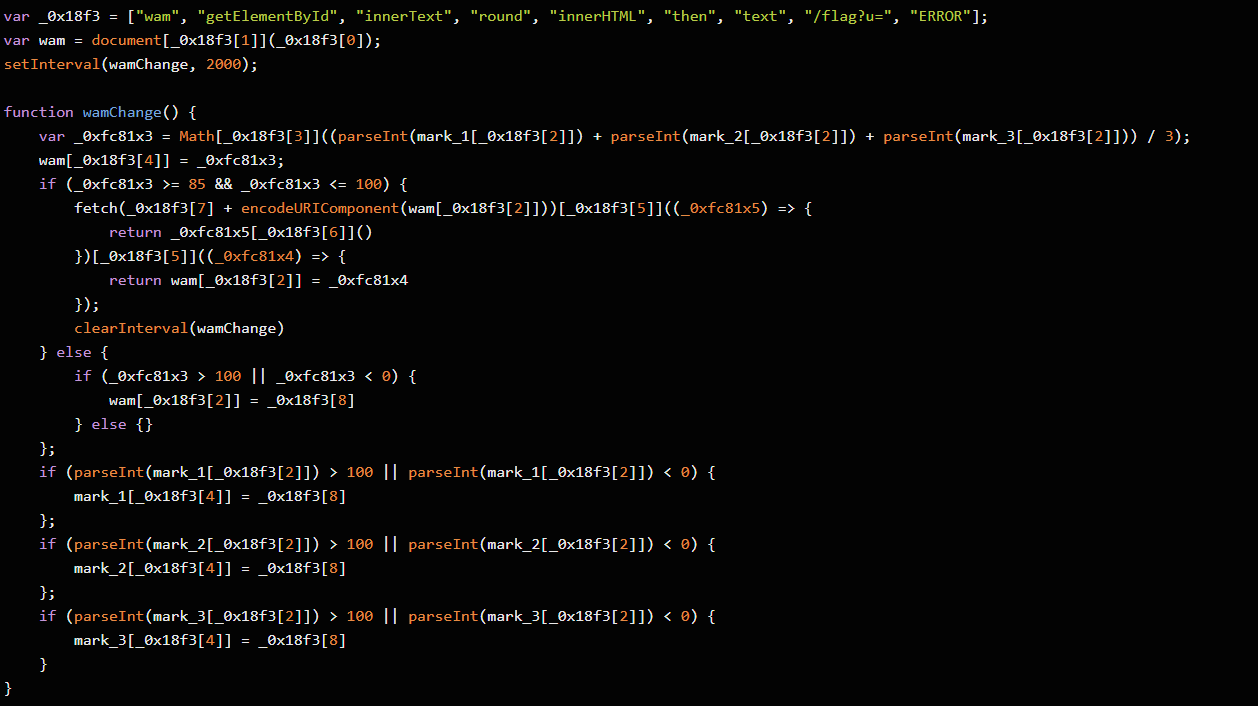 var _0x18f3 = ["wam", "getElementById", "innerText", "round", "innerHTML", "then", "text", "/flag?u=", "ERROR"];
var wam = document[_0x18f3[1]](_0x18f3[0]);
setInterval(wamChange, 2000);

function wamChange() {
    var _0xfc81x3 = Math[_0x18f3[3]]((parseInt(mark_1[_0x18f3[2]]) + parseInt(mark_2[_0x18f3[2]]) + parseInt(mark_3[_0x18f3[2]])) / 3);
    wam[_0x18f3[4]] = _0xfc81x3;
    if (_0xfc81x3 >= 85 && _0xfc81x3 <= 100) {
        fetch(_0x18f3[7] + encodeURIComponent(wam[_0x18f3[2]]))[_0x18f3[5]]((_0xfc81x5) => {
            return _0xfc81x5[_0x18f3[6]]()
        })[_0x18f3[5]]((_0xfc81x4) => {
            return wam[_0x18f3[2]] = _0xfc81x4
        });
        clearInterval(wamChange)
    } else {
        if (_0xfc81x3 > 100 || _0xfc81x3 < 0) {
            wam[_0x18f3[2]] = _0x18f3[8]
        } else {}
    };
    if (parseInt(mark_1[_0x18f3[2]]) > 100 || parseInt(mark_1[_0x18f3[2]]) < 0) {
        mark_1[_0x18f3[4]] = _0x18f3[8]
    };
    if (parseInt(mark_2[_0x18f3[2]]) > 100 || parseInt(mark_2[_0x18f3[2]]) < 0) {
        mark_2[_0x18f3[4]] = _0x18f3[8]
    };
    if (parseInt(mark_3[_0x18f3[2]]) > 100 || parseInt(mark_3[_0x18f3[2]]) < 0) {
        mark_3[_0x18f3[4]] = _0x18f3[8]
    }
}